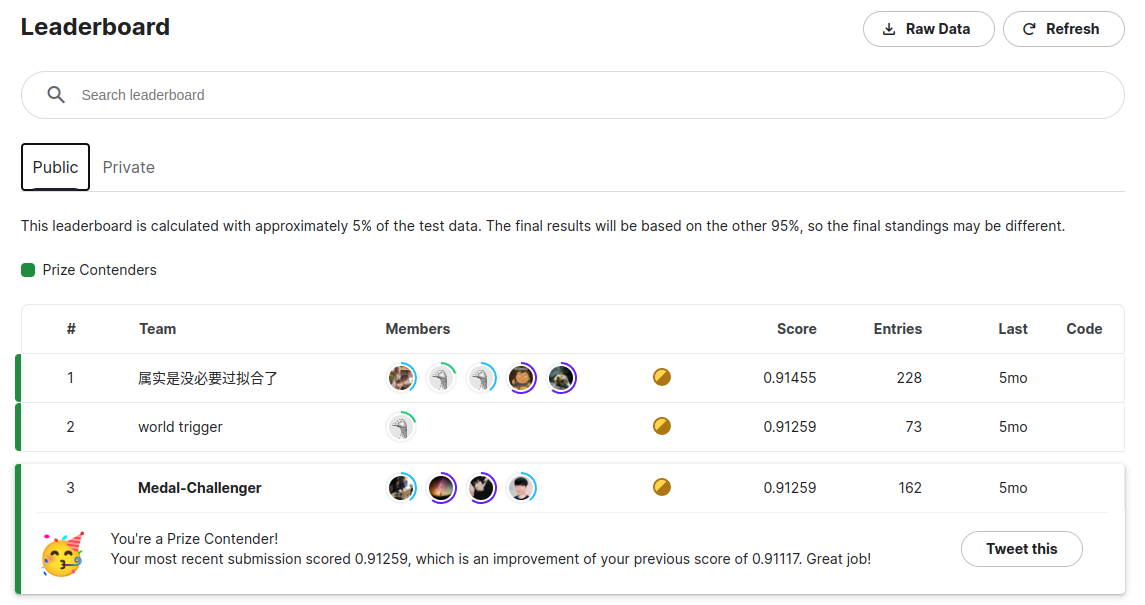 Leaderboard
Raw Data
Refresh
Search leaderboard
Public
Private
This leaderboard is calculated with approximately 5% of the test data. The final results will be based on the other 95%, so the final standings may be different.
Prize Contenders
# Team Members Score Entries Last Code
1 属实是没必要过拟合了 0.91455 228 5mo
2 world trigger 0.91259 73 5mo
3 Medal-Challenger 0.91259 162 5mo
You're a Prize Contender!
Your most recent submission scored 0.91259, which is an improvement of your previous score of 0.91117. Great job!
Tweet this